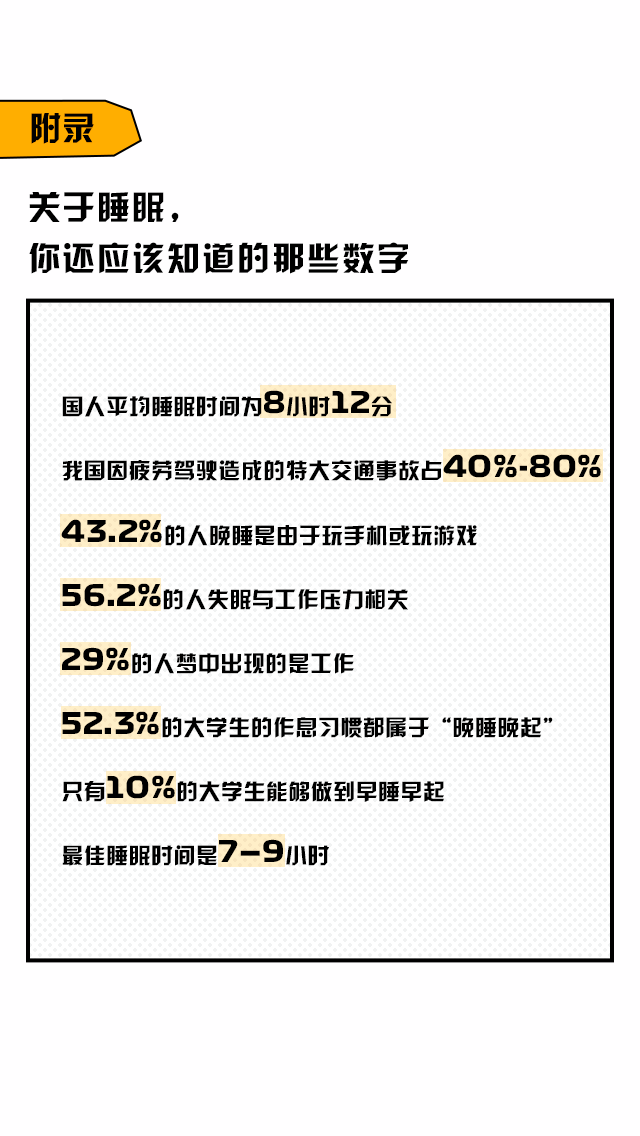 附录
关于睡眠，
你还应该知道的那些数字
国人平均睡眠时间为8小时12分
我国因疲劳驾驶造成的特大交通事故占40%-80%
43.2%的人晚睡是由于玩手机或玩游戏
56.2%的人失眠与工作压力相关
29%的人梦中出现的是工作
52.3%的大学生的作息习惯都属于“晚睡晚起”
只有10%的大学生能够做到早睡早起
最佳睡眠时间是7–9小时